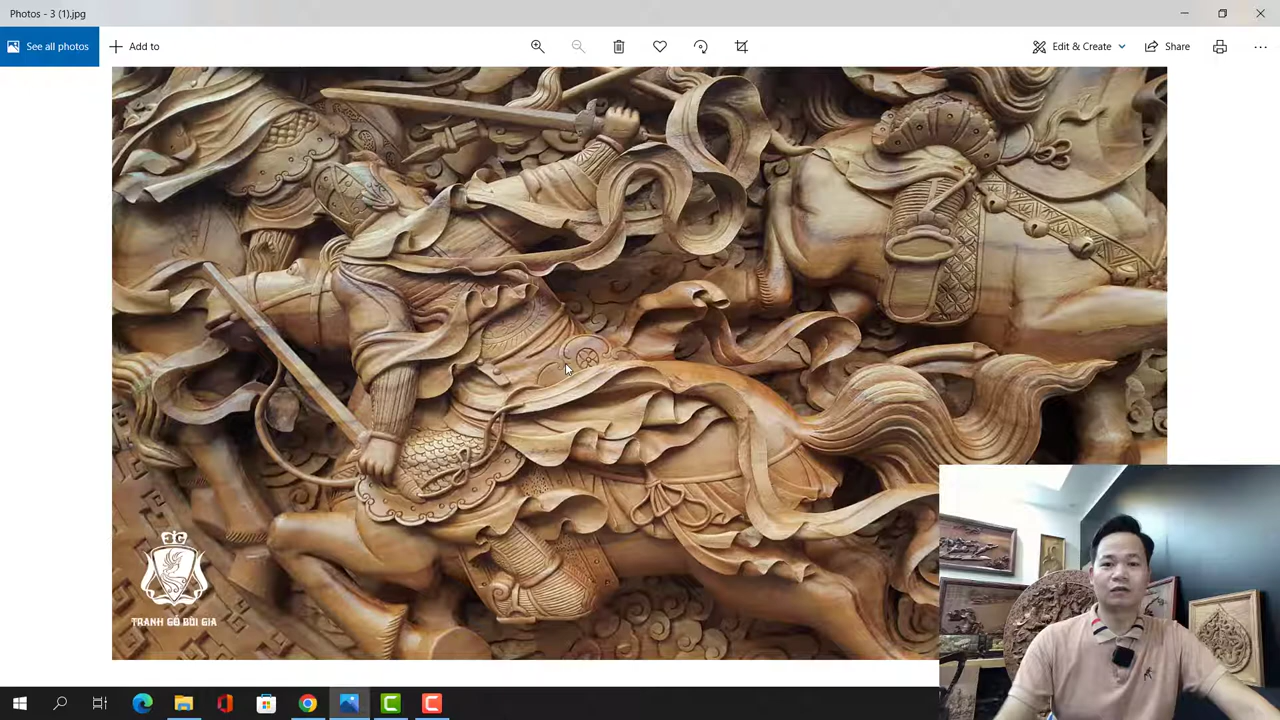 Photos - 3 (1).jpg
See all photos
Add to
Edit & Create
Share
TRANH GỖ BÙI GIA